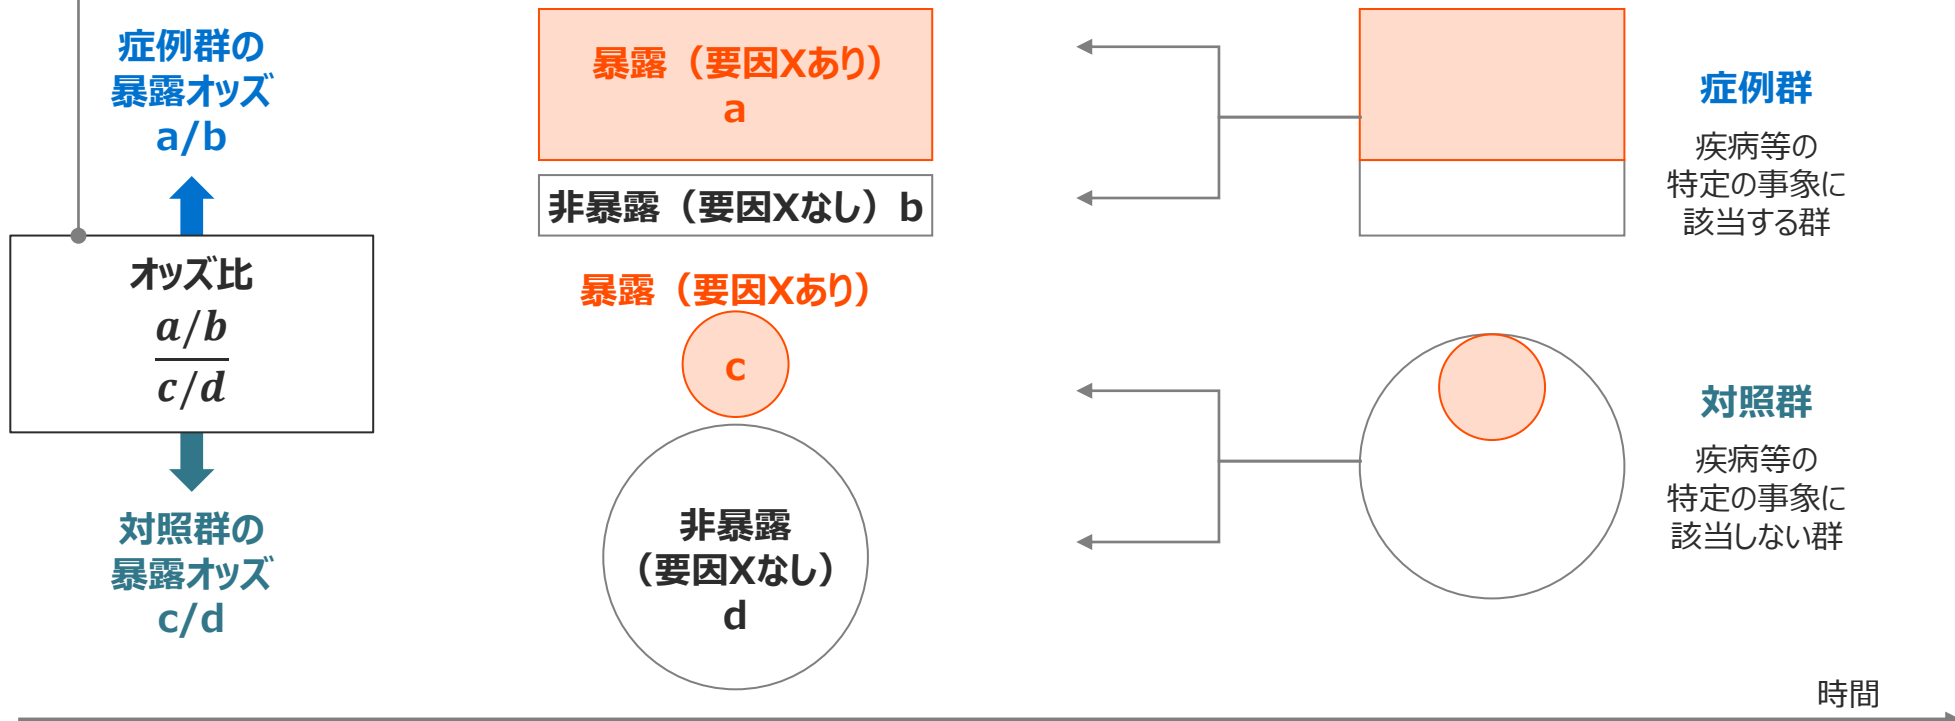 症例群の
暴露オッズ
a/b
オッズ比
a/b
c/d
対照群の
暴露オッズ
c/d
暴露（要因Xあり）
a
非暴露（要因Xなし）b
暴露（要因Xあり）
c
非暴露
（要因Xなし）
d
症例群
疾病等の
特定の事象に
該当する群
対照群
疾病等の
特定の事象に
該当しない群
時間